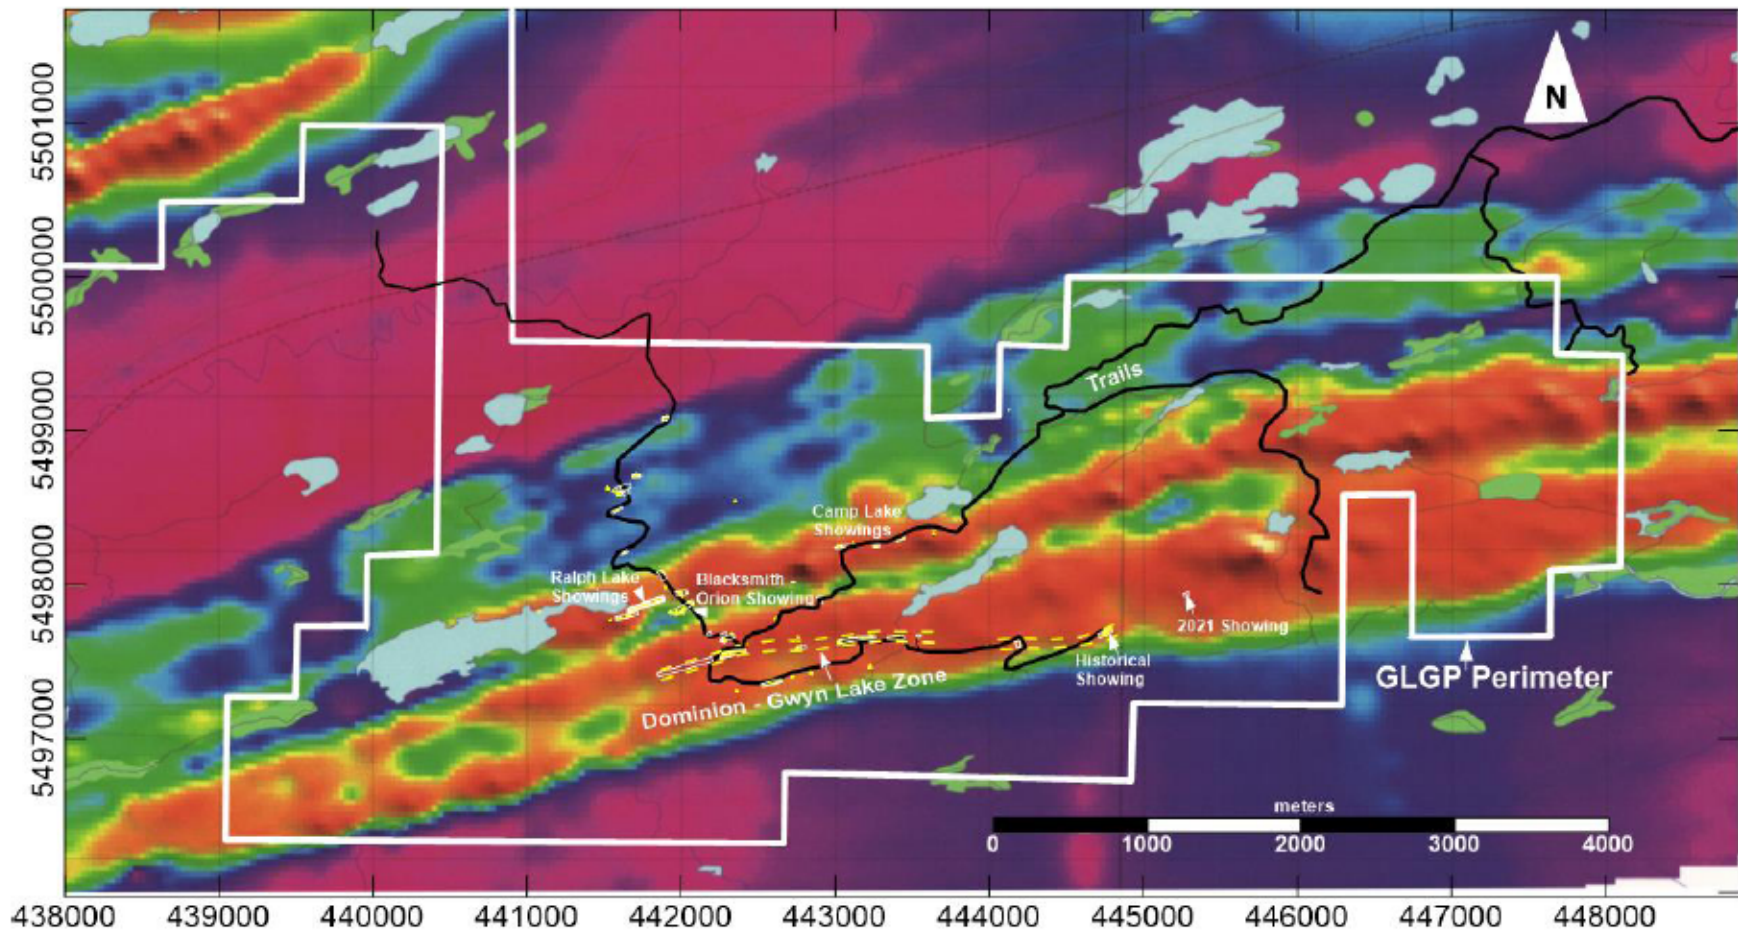 N
5501000
5500000
5499000
5498000
5497000
Trails
Camp Lake
Showings
Ralph Lake
Showings
Blacksmith -
Orion Showing
2021 Showing
Historical
Showing
GLGP Perimeter
Dominion - Gwyn Lake Zone
meters
0 1000 2000 3000 4000
438000 439000 440000 441000 442000 443000 444000 445000 446000 447000 448000